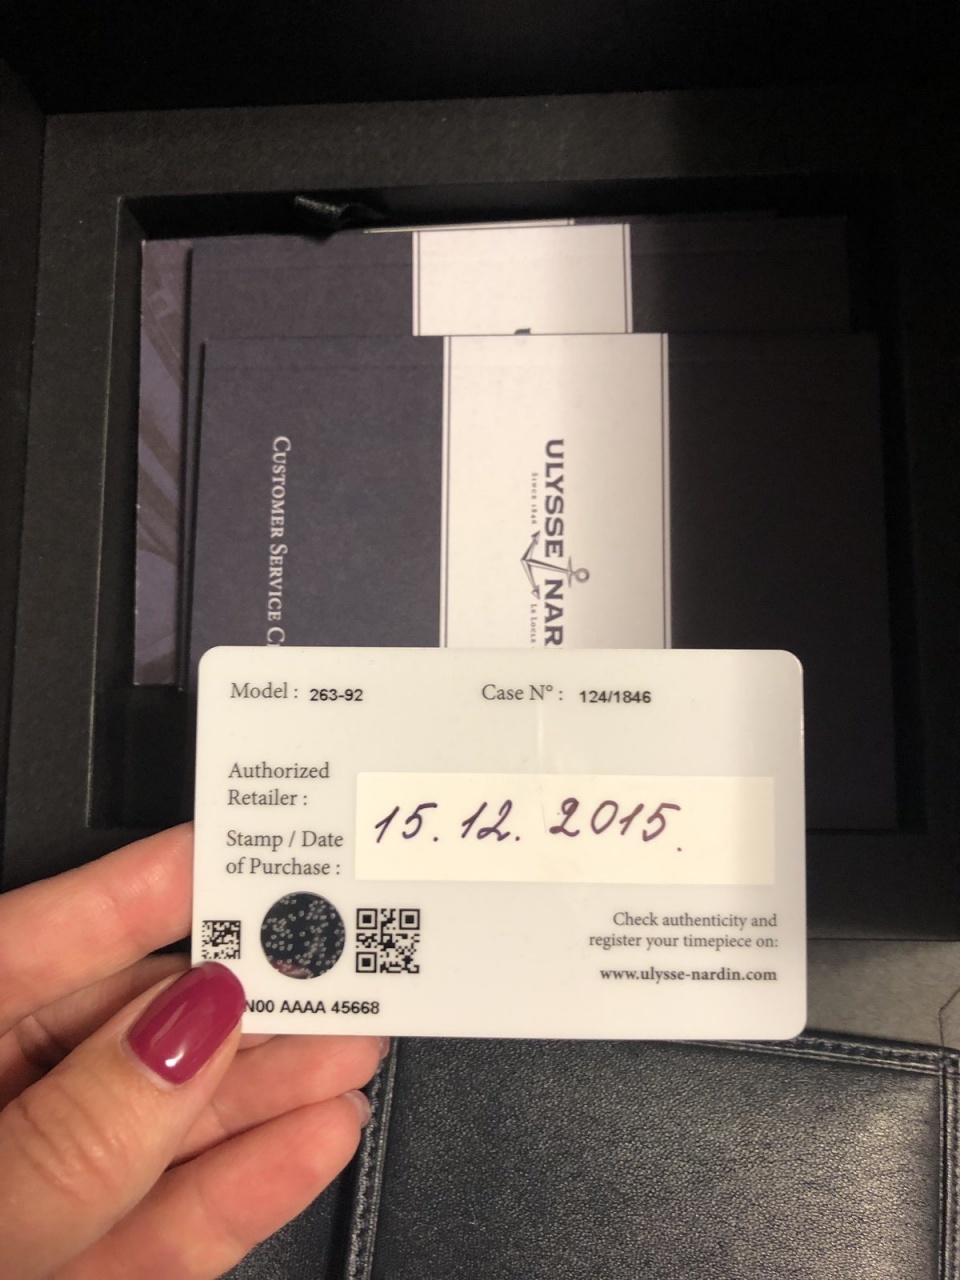 CUSTOMER SERVICE
ULYSSE
SINCE 1846
LE LOCLE
Model : 263-92
Case N° : 124/1846
Authorized
Retailer :
Stamp / Date
of Purchase :
15.12.2015.
Check authenticity and
register your timepiece on:
www.ulysse-nardin.com
N00 AAAA 45668